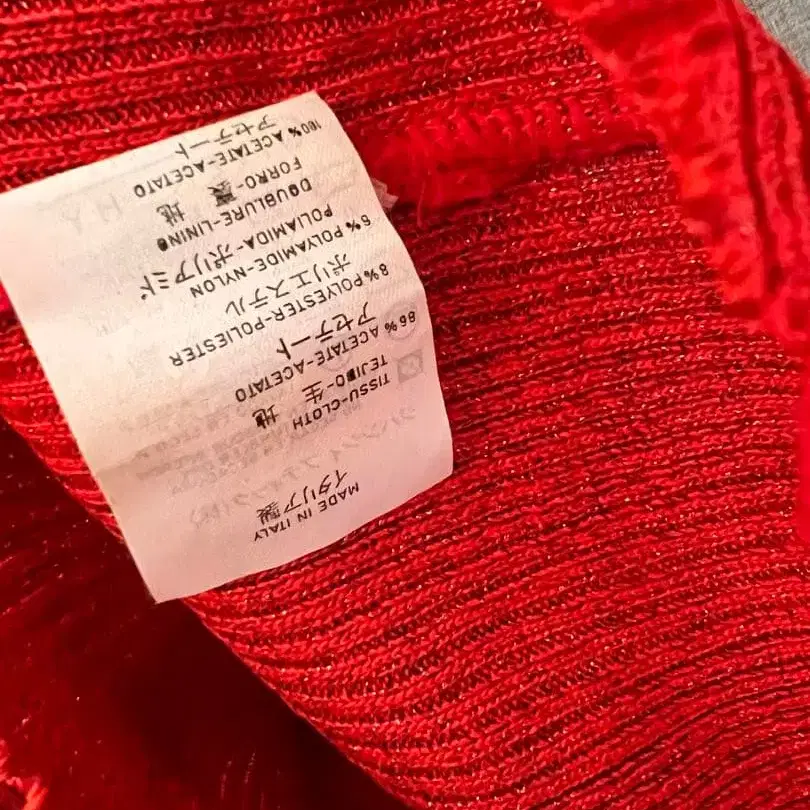 MADE IN ITALY
イタリア製
TISSU-CLOTH
TEJIDO-生 地
86% ACETATE-ACETATO
アセテート
8% POLYESTER-POLIESTER
ポリエステル
6% POLYAMIDE-NYLON
POLIAMIDA-ポリアミド
DOUBLURE-LINING
FORRO-裏 地
100% ACETATE-ACETATO
アセテート